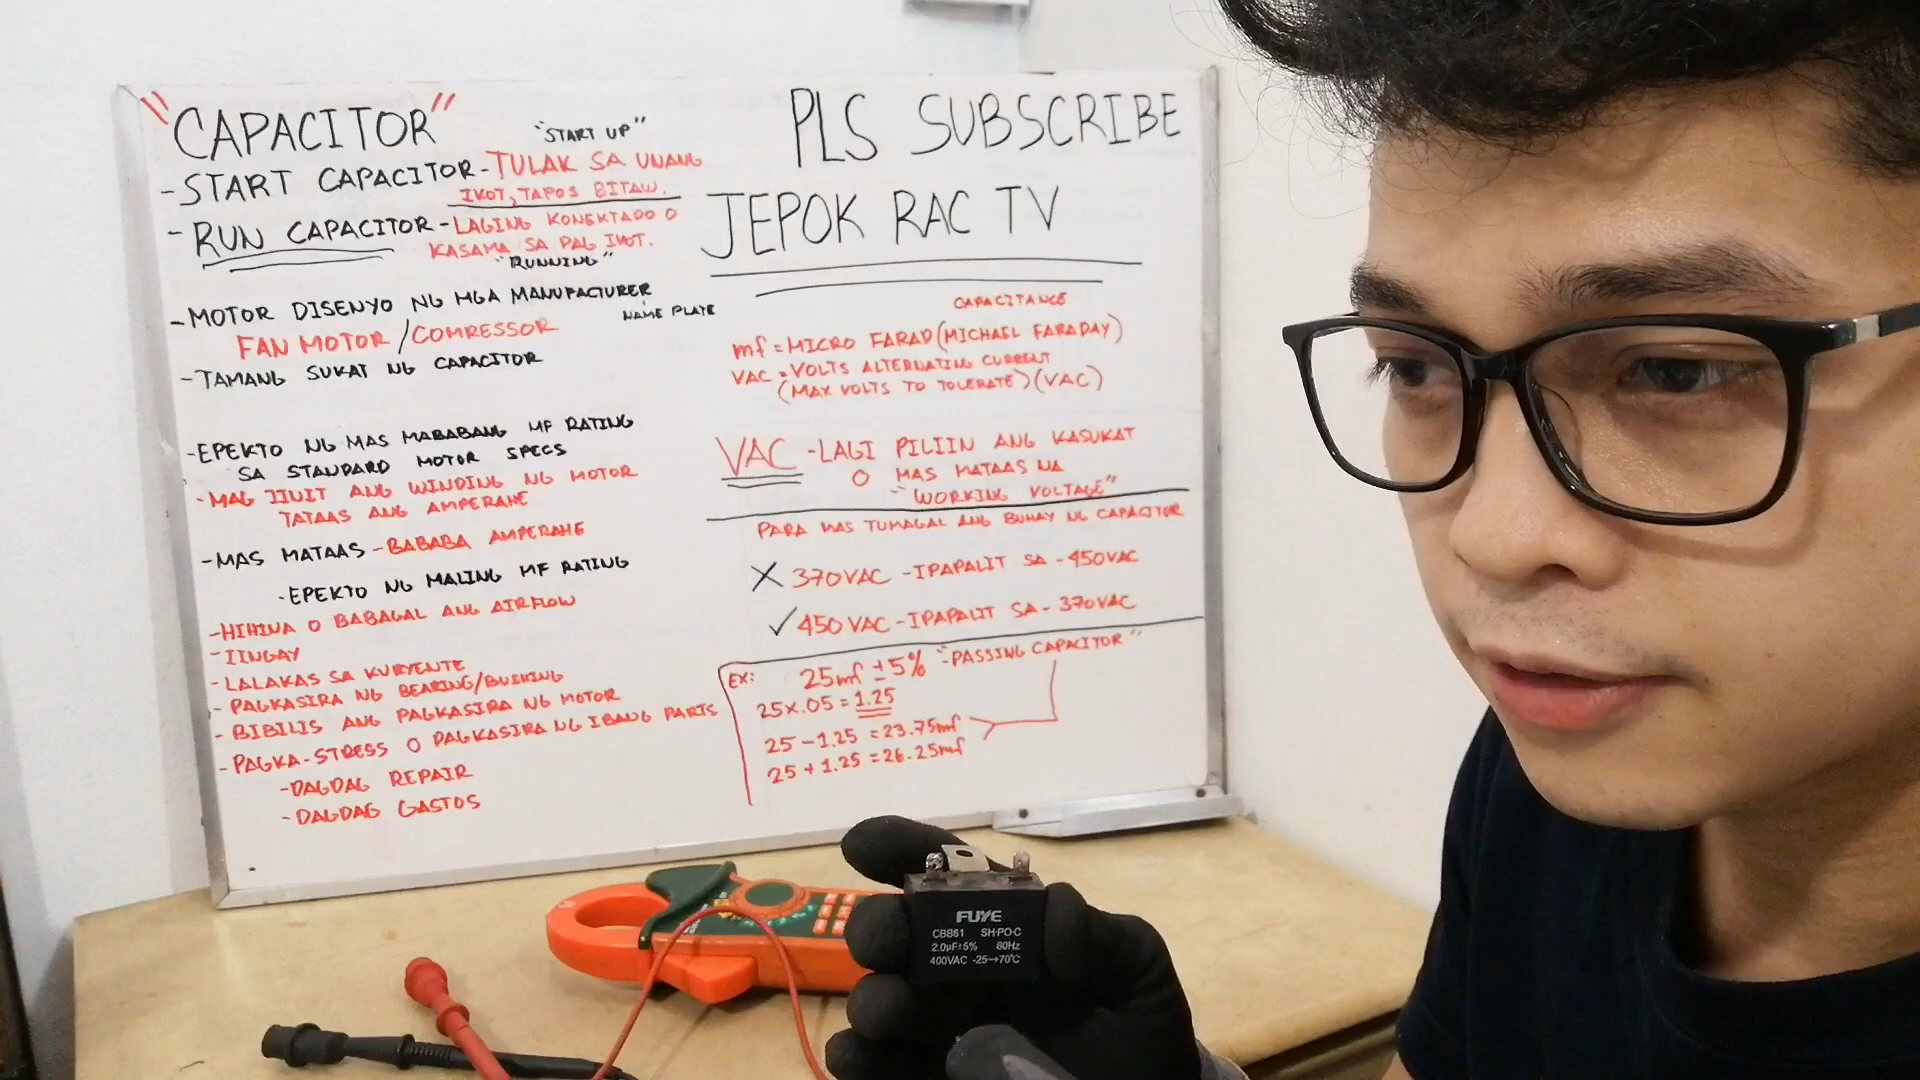 "CAPACITOR"
"START UP"
-START CAPACITOR-TULAK SA UNANG
IKOT, TAPOS BITAW.
-RUN CAPACITOR-LAGING KONEKTADO O
KASAMA SA PAG IKOT.
"RUNNING"
-MOTOR DISENYO NG MGA MANUFACTURER
NAME PLATE
FAN MOTOR/COMRESSOR
-TAMANG SUKAT NG CAPACITOR
-EPEKTO NG MAS MABABANG MF RATING
SA STANDARD MOTOR SPECS
-MAG IINIT ANG WINDING NG MOTOR
TATAAS ANG AMPERAHE
-MAS MATAAS-BABABA AMPERAHE
-EPEKTO NG MALING MF RATING
-HIHINA O BABAGAL ANG AIRFLOW
-IINGAY
-LALAKAS SA KURYENTE
-PAGKASIRA NG BEARING/BUSHING
-BIBILIS ANG PAGKASIRA NG MOTOR
-PAGKA-STRESS O PAGKASIRA NG IBANG PARTS
-DAGDAG REPAIR
-DAGDAG GASTOS
PLS SUBSCRIBE
JEPOK RAC TV
CAPACITANCE
mf=MICRO FARAD(MICHAEL FARADAY)
VAC=VOLTS ALTERNATING CURRENT
(MAX VOLTS TO TOLERATE)(VAC)
VAC-LAGI PILIIN ANG KASUKAT
O MAS MATAAS NA
-"WORKING VOLTAGE"
PARA MAS TUMAGAL ANG BUHAY NG CAPACITOR
X 370VAC-IPAPALIT SA-450VAC
✓ 450VAC-IPAPALIT SA-370VAC
EX: 25mf ±5% "-PASSING CAPACITOR"
25x.05=1.25
25-1.25=23.75mf
25+1.25=26.25mf
FUYE
CBB61 SH·PO·C
2.0µF±5% 60Hz
400VAC -25~+70℃